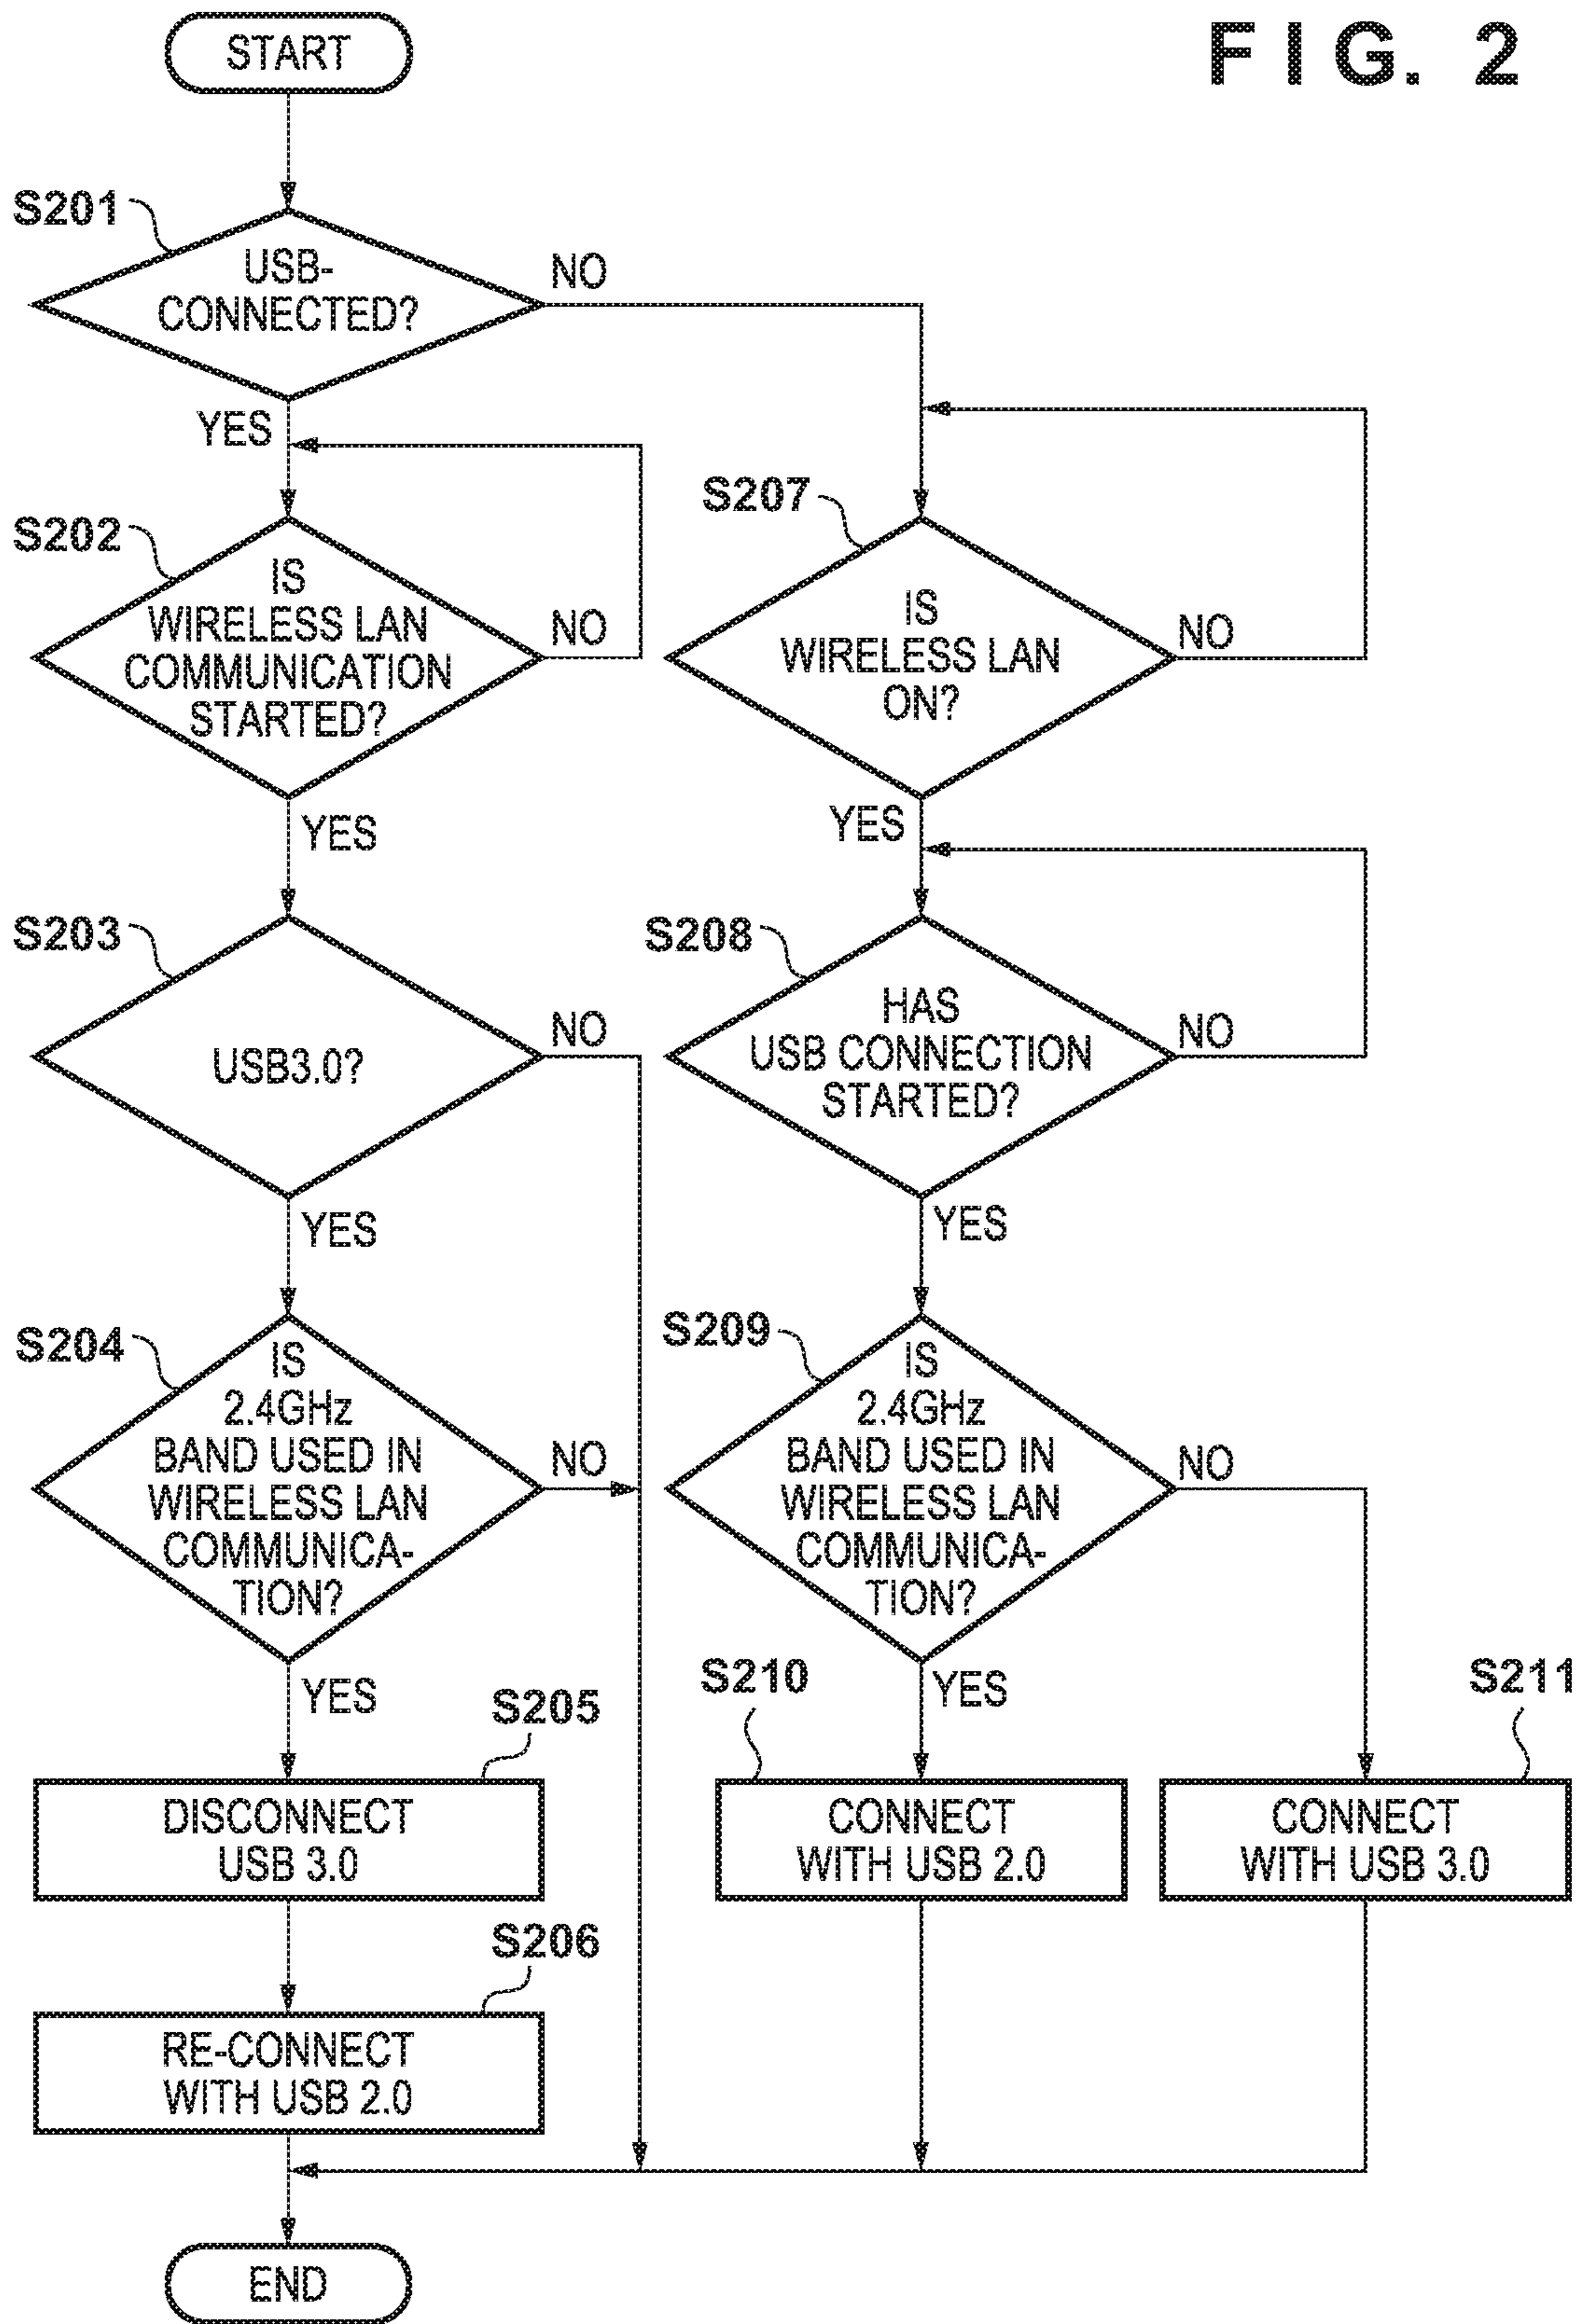 FIG. 2
START
S201
USB-
CONNECTED?
NO
YES
S202
IS
WIRELESS LAN
COMMUNICATION
STARTED?
NO
YES
S203
USB3.0?
NO
YES
S204
IS
2.4GHz
BAND USED IN
WIRELESS LAN
COMMUNICA-
TION?
NO
YES
S205
DISCONNECT
USB 3.0
S206
RE-CONNECT
WITH USB 2.0
S207
IS
WIRELESS LAN
ON?
NO
YES
S208
HAS
USB CONNECTION
STARTED?
NO
YES
S209
IS
2.4GHz
BAND USED IN
WIRELESS LAN
COMMUNICA-
TION?
NO
YES
S210
CONNECT
WITH USB 2.0
S211
CONNECT
WITH USB 3.0
END